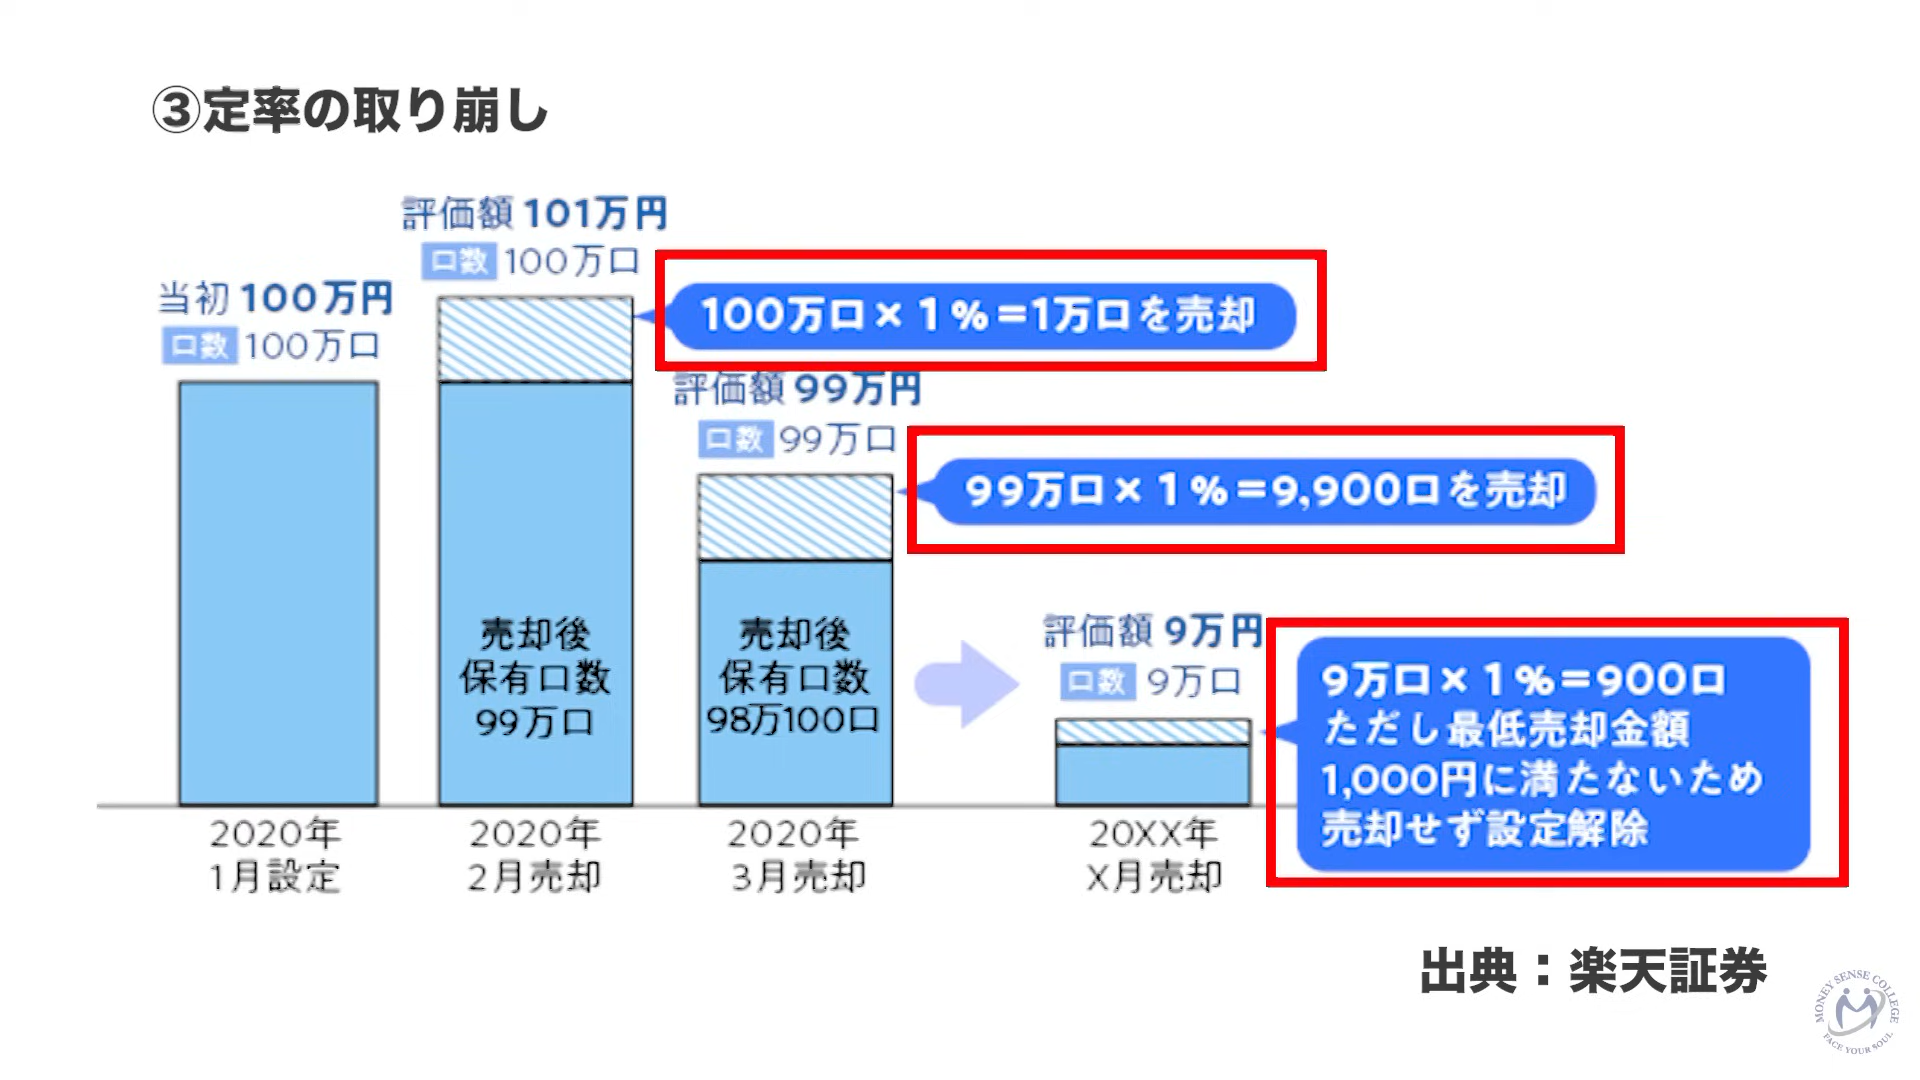 ③定率の取り崩し
評価額 101万円
口数 100万口
当初 100万円
口数 100万口
100万口×1%=1万口を売却
評価額 99万円
口数 99万口
99万口×1%=9,900口を売却
売却後
保有口数
99万口
売却後
保有口数
98万100口
評価額 9万円
口数 9万口
9万口×1%=900口
ただし最低売却金額
1,000円に満たないため
売却せず設定解除
2020年
1月設定
2020年
2月売却
2020年
3月売却
20XX年
X月売却
出典：楽天証券
MONEY SENSE COLLEGE
FACE YOUR SOUL